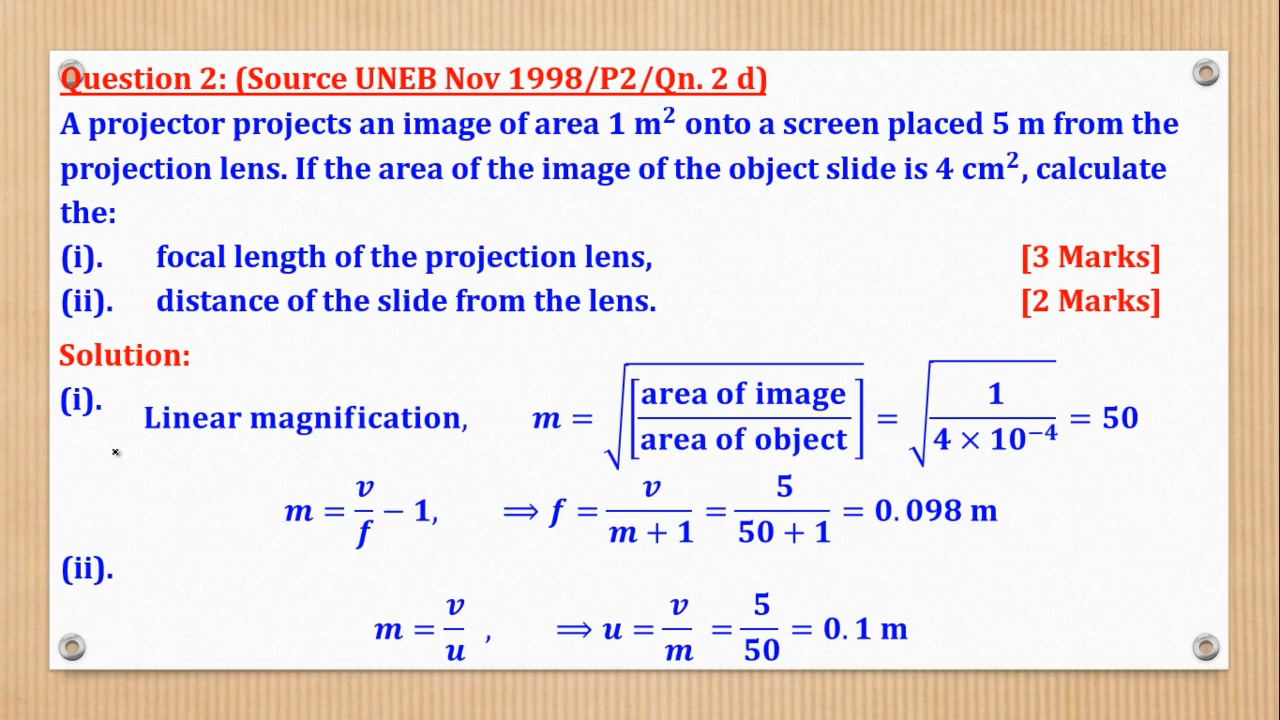 Question 2: (Source UNEB Nov 1998/P2/Qn. 2 d)
A projector projects an image of area 1 m² onto a screen placed 5 m from the
projection lens. If the area of the image of the object slide is 4 cm², calculate
the:
(i). focal length of the projection lens, [3 Marks]
(ii). distance of the slide from the lens. [2 Marks]
Solution:
(i). Linear magnification, m = √[area of image / area of object] = √(1 / 4 × 10⁻⁴) = 50
m = v/f − 1, ⟹ f = v/(m + 1) = 5/(50 + 1) = 0.098 m
(ii).
m = v/u , ⟹ u = v/m = 5/50 = 0.1 m